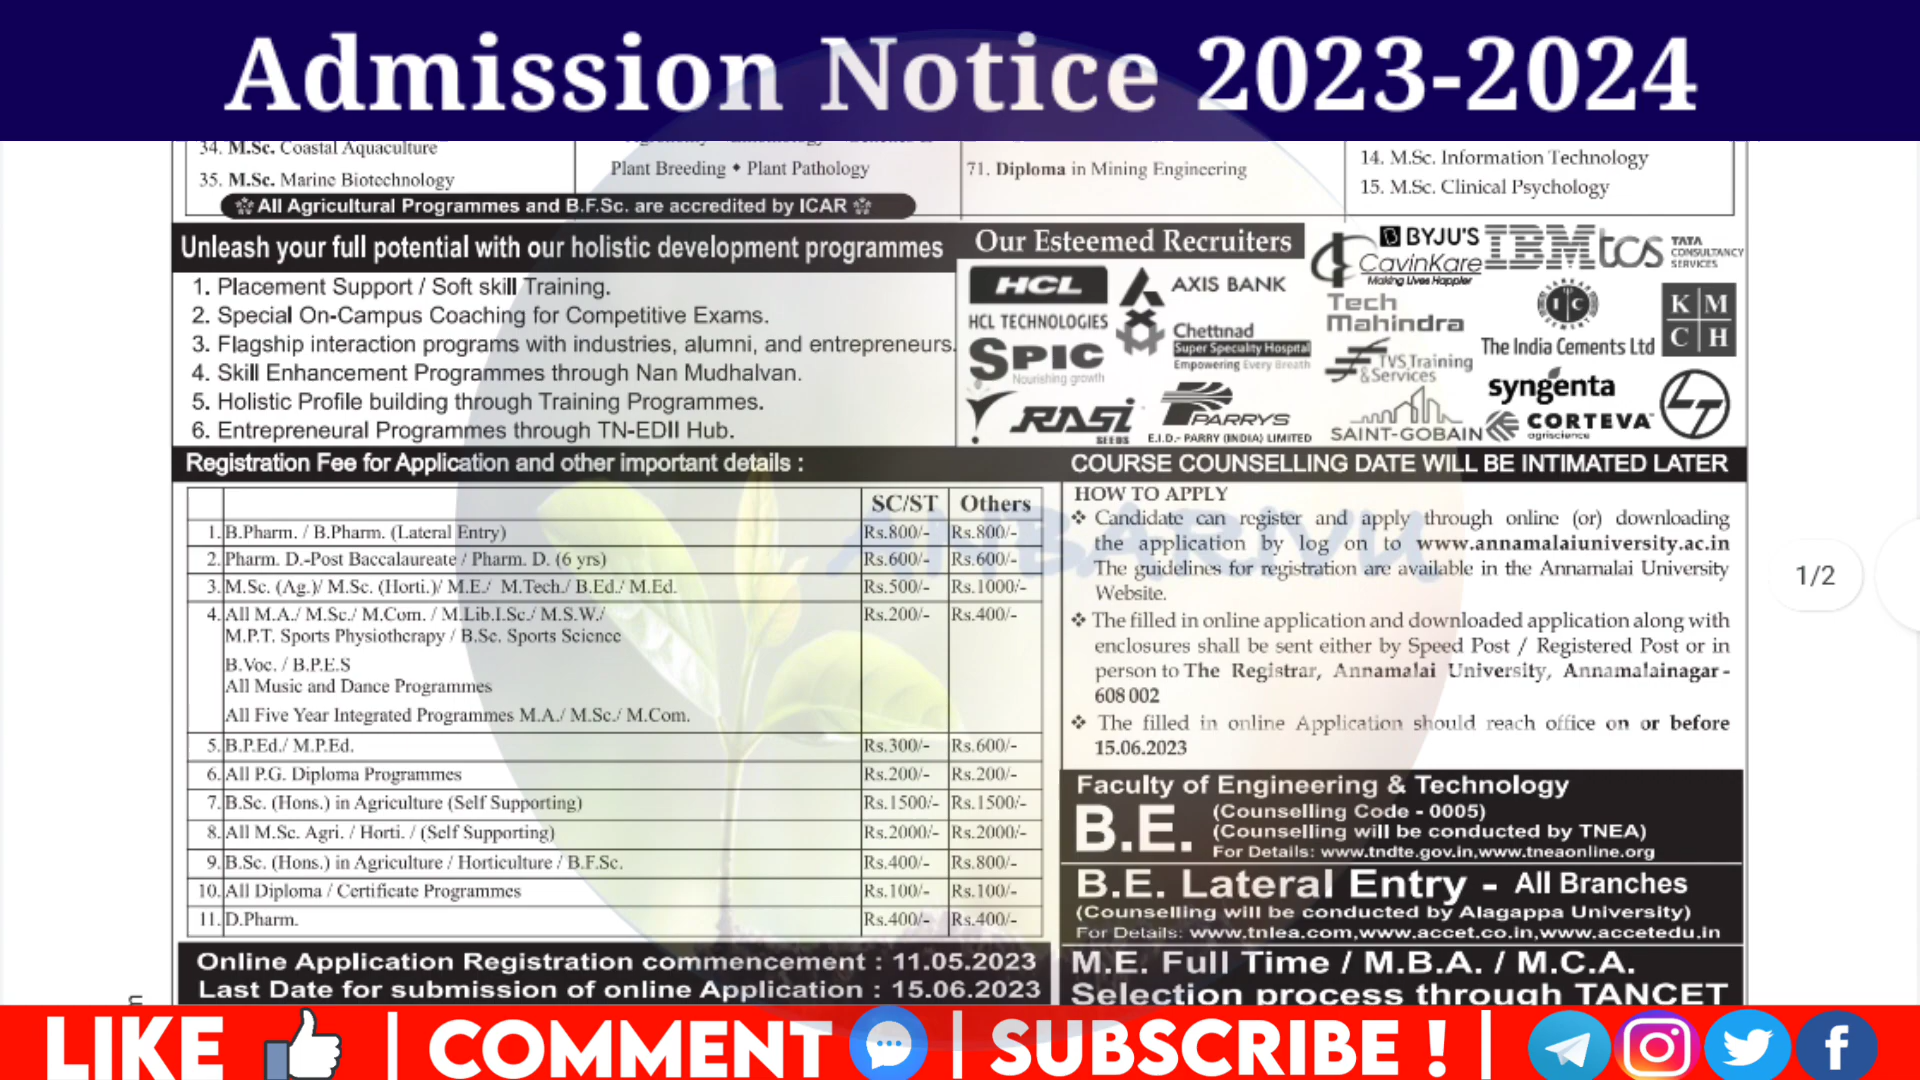 Admission Notice 2023-2024
34. M.Sc. Coastal Aquaculture
35. M.Sc. Marine Biotechnology
Plant Breeding ◆ Plant Pathology
71. Diploma in Mining Engineering
14. M.Sc. Information Technology
15. M.Sc. Clinical Psychology
All Agricultural Programmes and B.F.Sc. are accredited by ICAR
Unleash your full potential with our holistic development programmes
1. Placement Support / Soft skill Training.
2. Special On-Campus Coaching for Competitive Exams.
3. Flagship interaction programs with industries, alumni, and entrepreneurs.
4. Skill Enhancement Programmes through Nan Mudhalvan.
5. Holistic Profile building through Training Programmes.
6. Entrepreneural Programmes through TN-EDII Hub.
Our Esteemed Recruiters
HCL
HCL TECHNOLOGIES
AXIS BANK
BYJU'S
CavinKare
Making Lives Happier
IBM
tcs TATA
CONSULTANCY
SERVICES
SPIC
Nourishing growth
Chettinad
Super Speciality Hospital
Empowering Every Breath
Tech
Mahindra
SANKAR
IC
CEMENT
The India Cements Ltd
K M
C H
TVS Training
& Services
syngenta
RASI
SEEDS
PARRYS
E.I.D.- PARRY (INDIA) LIMITED
SAINT-GOBAIN
CORTEVA
agriscience
LT
Registration Fee for Application and other important details :
SC/ST Others
1. B.Pharm. / B.Pharm. (Lateral Entry) Rs.800/- Rs.800/-
2. Pharm. D.-Post Baccalaureate / Pharm. D. (6 yrs) Rs.600/- Rs.600/-
3. M.Sc. (Ag.)/ M.Sc. (Horti.)/ M.E./ M.Tech./ B.Ed./ M.Ed. Rs.500/- Rs.1000/-
4. All M.A./ M.Sc./ M.Com. / M.Lib.I.Sc./ M.S.W./ Rs.200/- Rs.400/-
M.P.T. Sports Physiotherapy / B.Sc. Sports Science
B.Voc. / B.P.E.S
All Music and Dance Programmes
All Five Year Integrated Programmes M.A./ M.Sc./ M.Com.
5. B.P.Ed./ M.P.Ed. Rs.300/- Rs.600/-
6. All P.G. Diploma Programmes Rs.200/- Rs.200/-
7. B.Sc. (Hons.) in Agriculture (Self Supporting) Rs.1500/- Rs.1500/-
8. All M.Sc. Agri. / Horti. / (Self Supporting) Rs.2000/- Rs.2000/-
9. B.Sc. (Hons.) in Agriculture / Horticulture / B.F.Sc. Rs.400/- Rs.800/-
10. All Diploma / Certificate Programmes Rs.100/- Rs.100/-
11. D.Pharm. Rs.400/- Rs.400/-
Online Application Registration commencement : 11.05.2023
Last Date for submission of online Application : 15.06.2023
COURSE COUNSELLING DATE WILL BE INTIMATED LATER
HOW TO APPLY
❖ Candidate can register and apply through online (or) downloading
the application by log on to www.annamalaiuniversity.ac.in
The guidelines for registration are available in the Annamalai University
Website.
❖ The filled in online application and downloaded application along with
enclosures shall be sent either by Speed Post / Registered Post or in
person to The Registrar, Annamalai University, Annamalainagar -
608 002
❖ The filled in online Application should reach office on or before
15.06.2023
Faculty of Engineering & Technology
B.E. (Counselling Code - 0005)
(Counselling will be conducted by TNEA)
For Details: www.tndte.gov.in,www.tneaonline.org
B.E. Lateral Entry - All Branches
(Counselling will be conducted by Alagappa University)
For Details: www.tnlea.com,www.accet.co.in,www.accetedu.in
M.E. Full Time / M.B.A. / M.C.A.
Selection process through TANCET
1/2
LIKE | COMMENT | SUBSCRIBE ! |